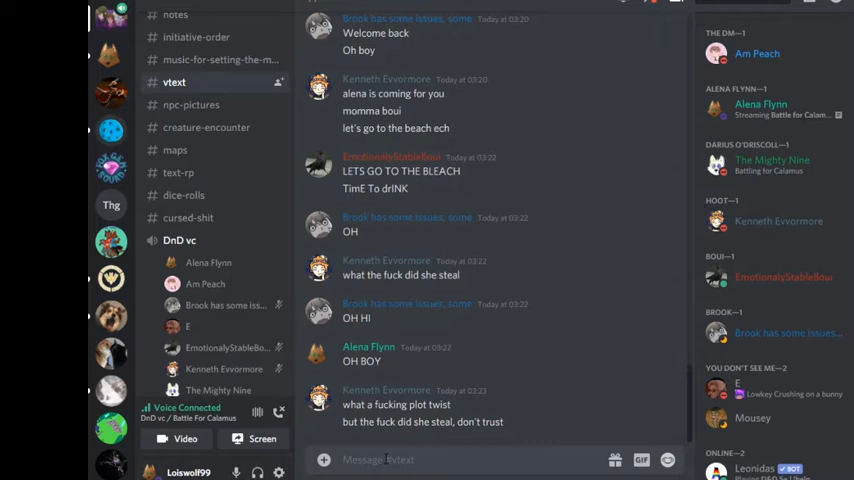 notes
initiative-order
music-for-setting-the-m...
vtext
npc-pictures
creature-encounter
maps
text-rp
dice-rolls
cursed-shit
DnD vc
Alena Flynn
Am Peach
Brook has some iss...
E
EmotionalyStableBo...
Kenneth Evvormore
The Mighty Nine
Voice Connected
DnD vc / Battle For Calamus
Video
Screen
Loiswolf99
Thg
Brook has some issues, some Today at 03:20
Welcome back
Oh boy
Kenneth Evvormore Today at 03:20
alena is coming for you
momma boui
let's go to the beach ech
EmotionalyStableBoui Today at 03:22
LETS GO TO THE BLEACH
TimE To drINK
Brook has some issues, some Today at 03:22
OH
Kenneth Evvormore Today at 03:22
what the fuck did she steal
Brook has some issues, some Today at 03:22
OH HI
Alena Flynn Today at 03:22
OH BOY
Kenneth Evvormore Today at 03:23
what a fucking plot twist
but the fuck did she steal, don't trust
Message #vtext
GIF
THE DM—1
Am Peach
ALENA FLYNN—1
Alena Flynn
Streaming Battle for Calam...
DARIUS O'DRISCOLL—1
The Mighty Nine
Battling for Calamus
HOOT—1
Kenneth Evvormore
BOUI—1
EmotionalyStableBoui
BROOK—1
Brook has some issues...
YOU DON'T SEE ME—2
E
Lowkey Crushing on a bunny
Mousey
ONLINE—2
Leonidas BOT